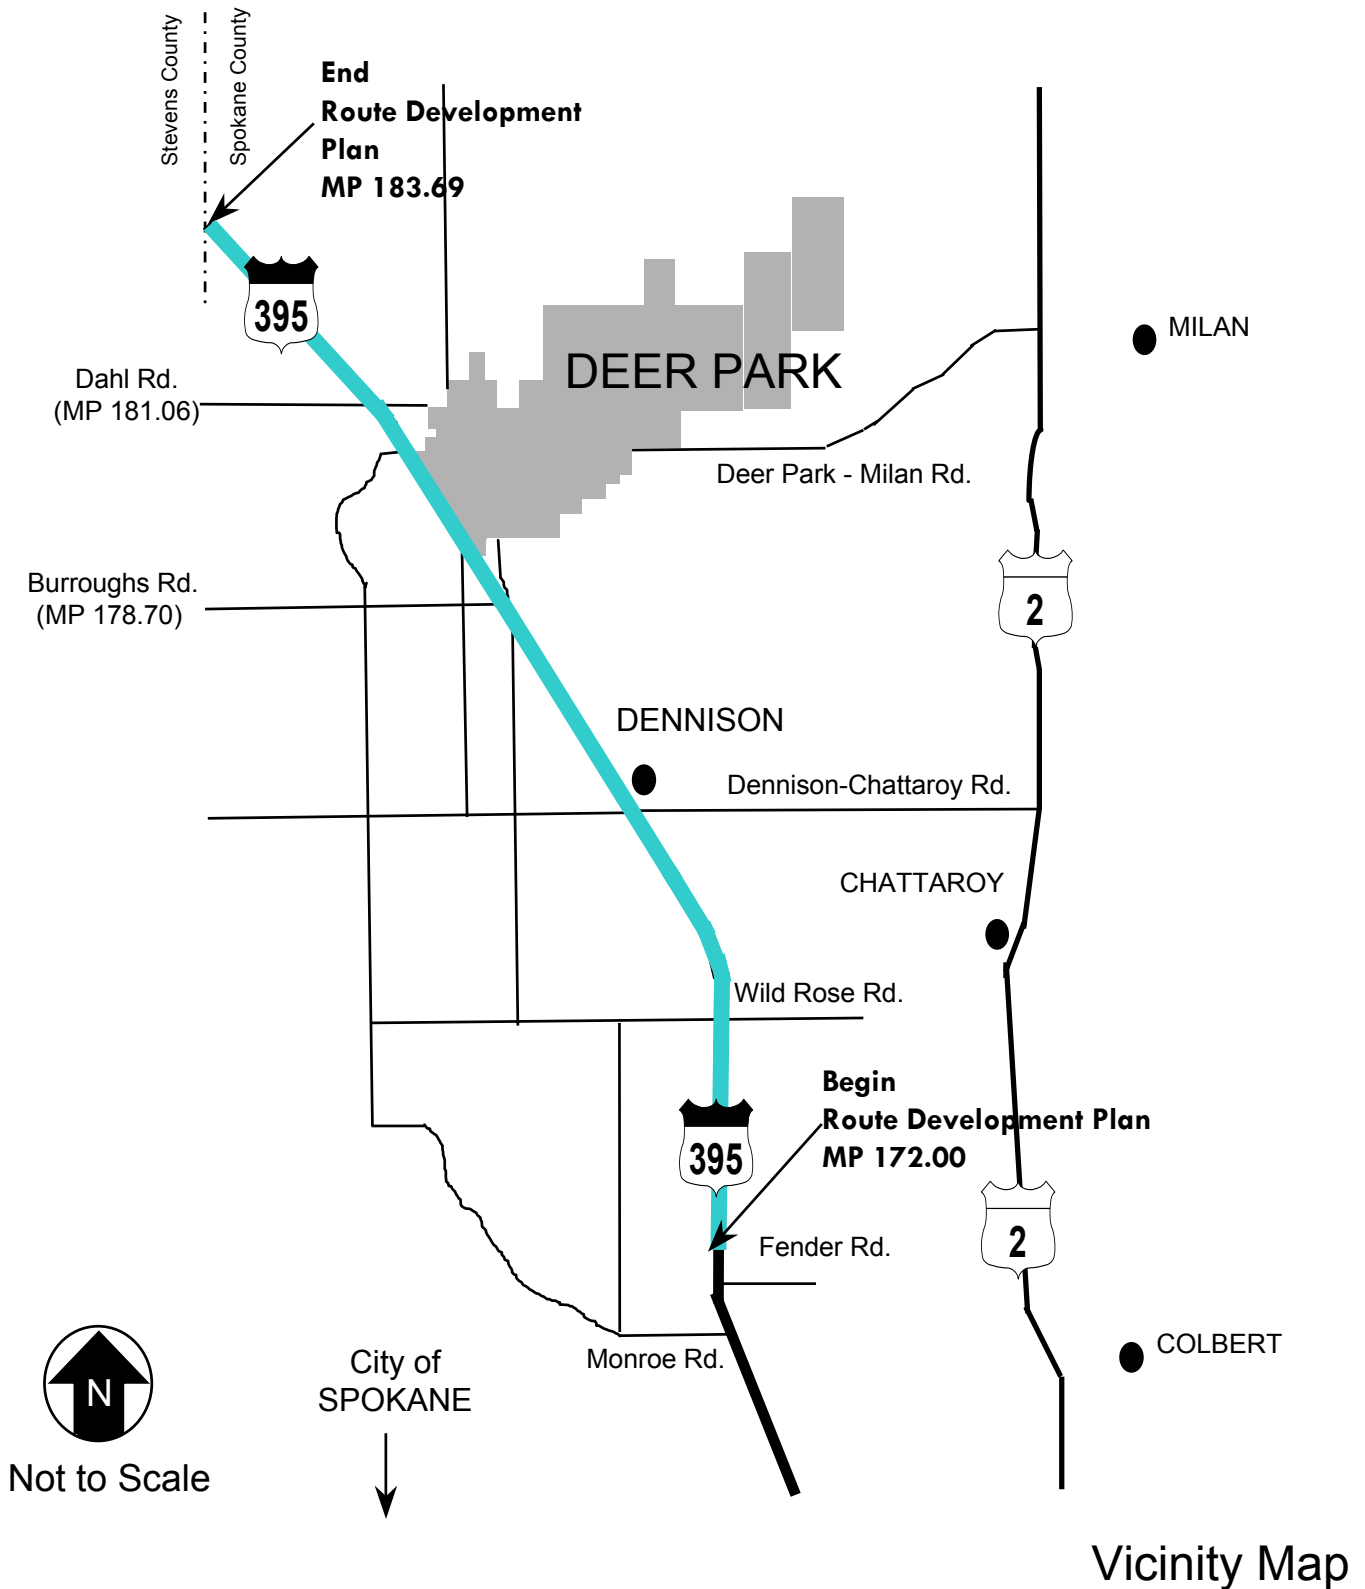 Stevens County
Spokane County
End
Route Development
Plan
MP 183.69
395
MILAN
DEER PARK
Dahl Rd.
(MP 181.06)
Deer Park - Milan Rd.
Burroughs Rd.
(MP 178.70)
2
DENNISON
Dennison-Chattaroy Rd.
CHATTAROY
Wild Rose Rd.
Begin
Route Development Plan
MP 172.00
395
2
Fender Rd.
COLBERT
Monroe Rd.
City of
SPOKANE
N
Not to Scale
Vicinity Map